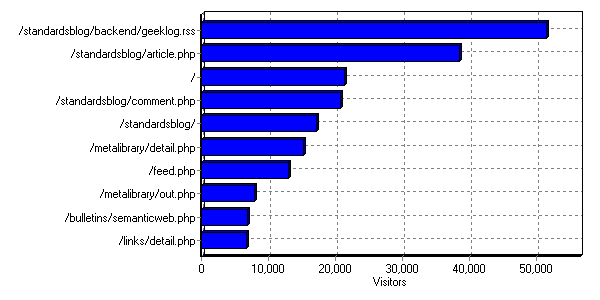 /standardsblog/backend/geeklog.rss
/standardsblog/article.php
/
/standardsblog/comment.php
/standardsblog/
/metalibrary/detail.php
/feed.php
/metalibrary/out.php
/bulletins/semanticweb.php
/links/detail.php
0 10,000 20,000 30,000 40,000 50,000
Visitors